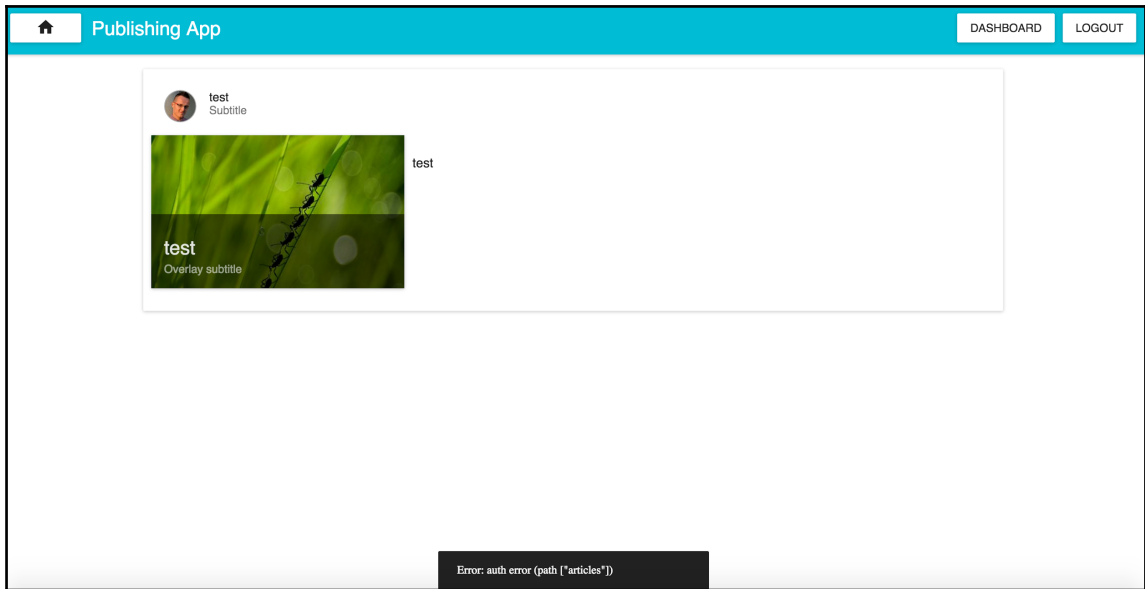 Publishing App
DASHBOARD
LOGOUT
test
Subtitle
test
test
Overlay subtitle
Error: auth error (path ["articles"])